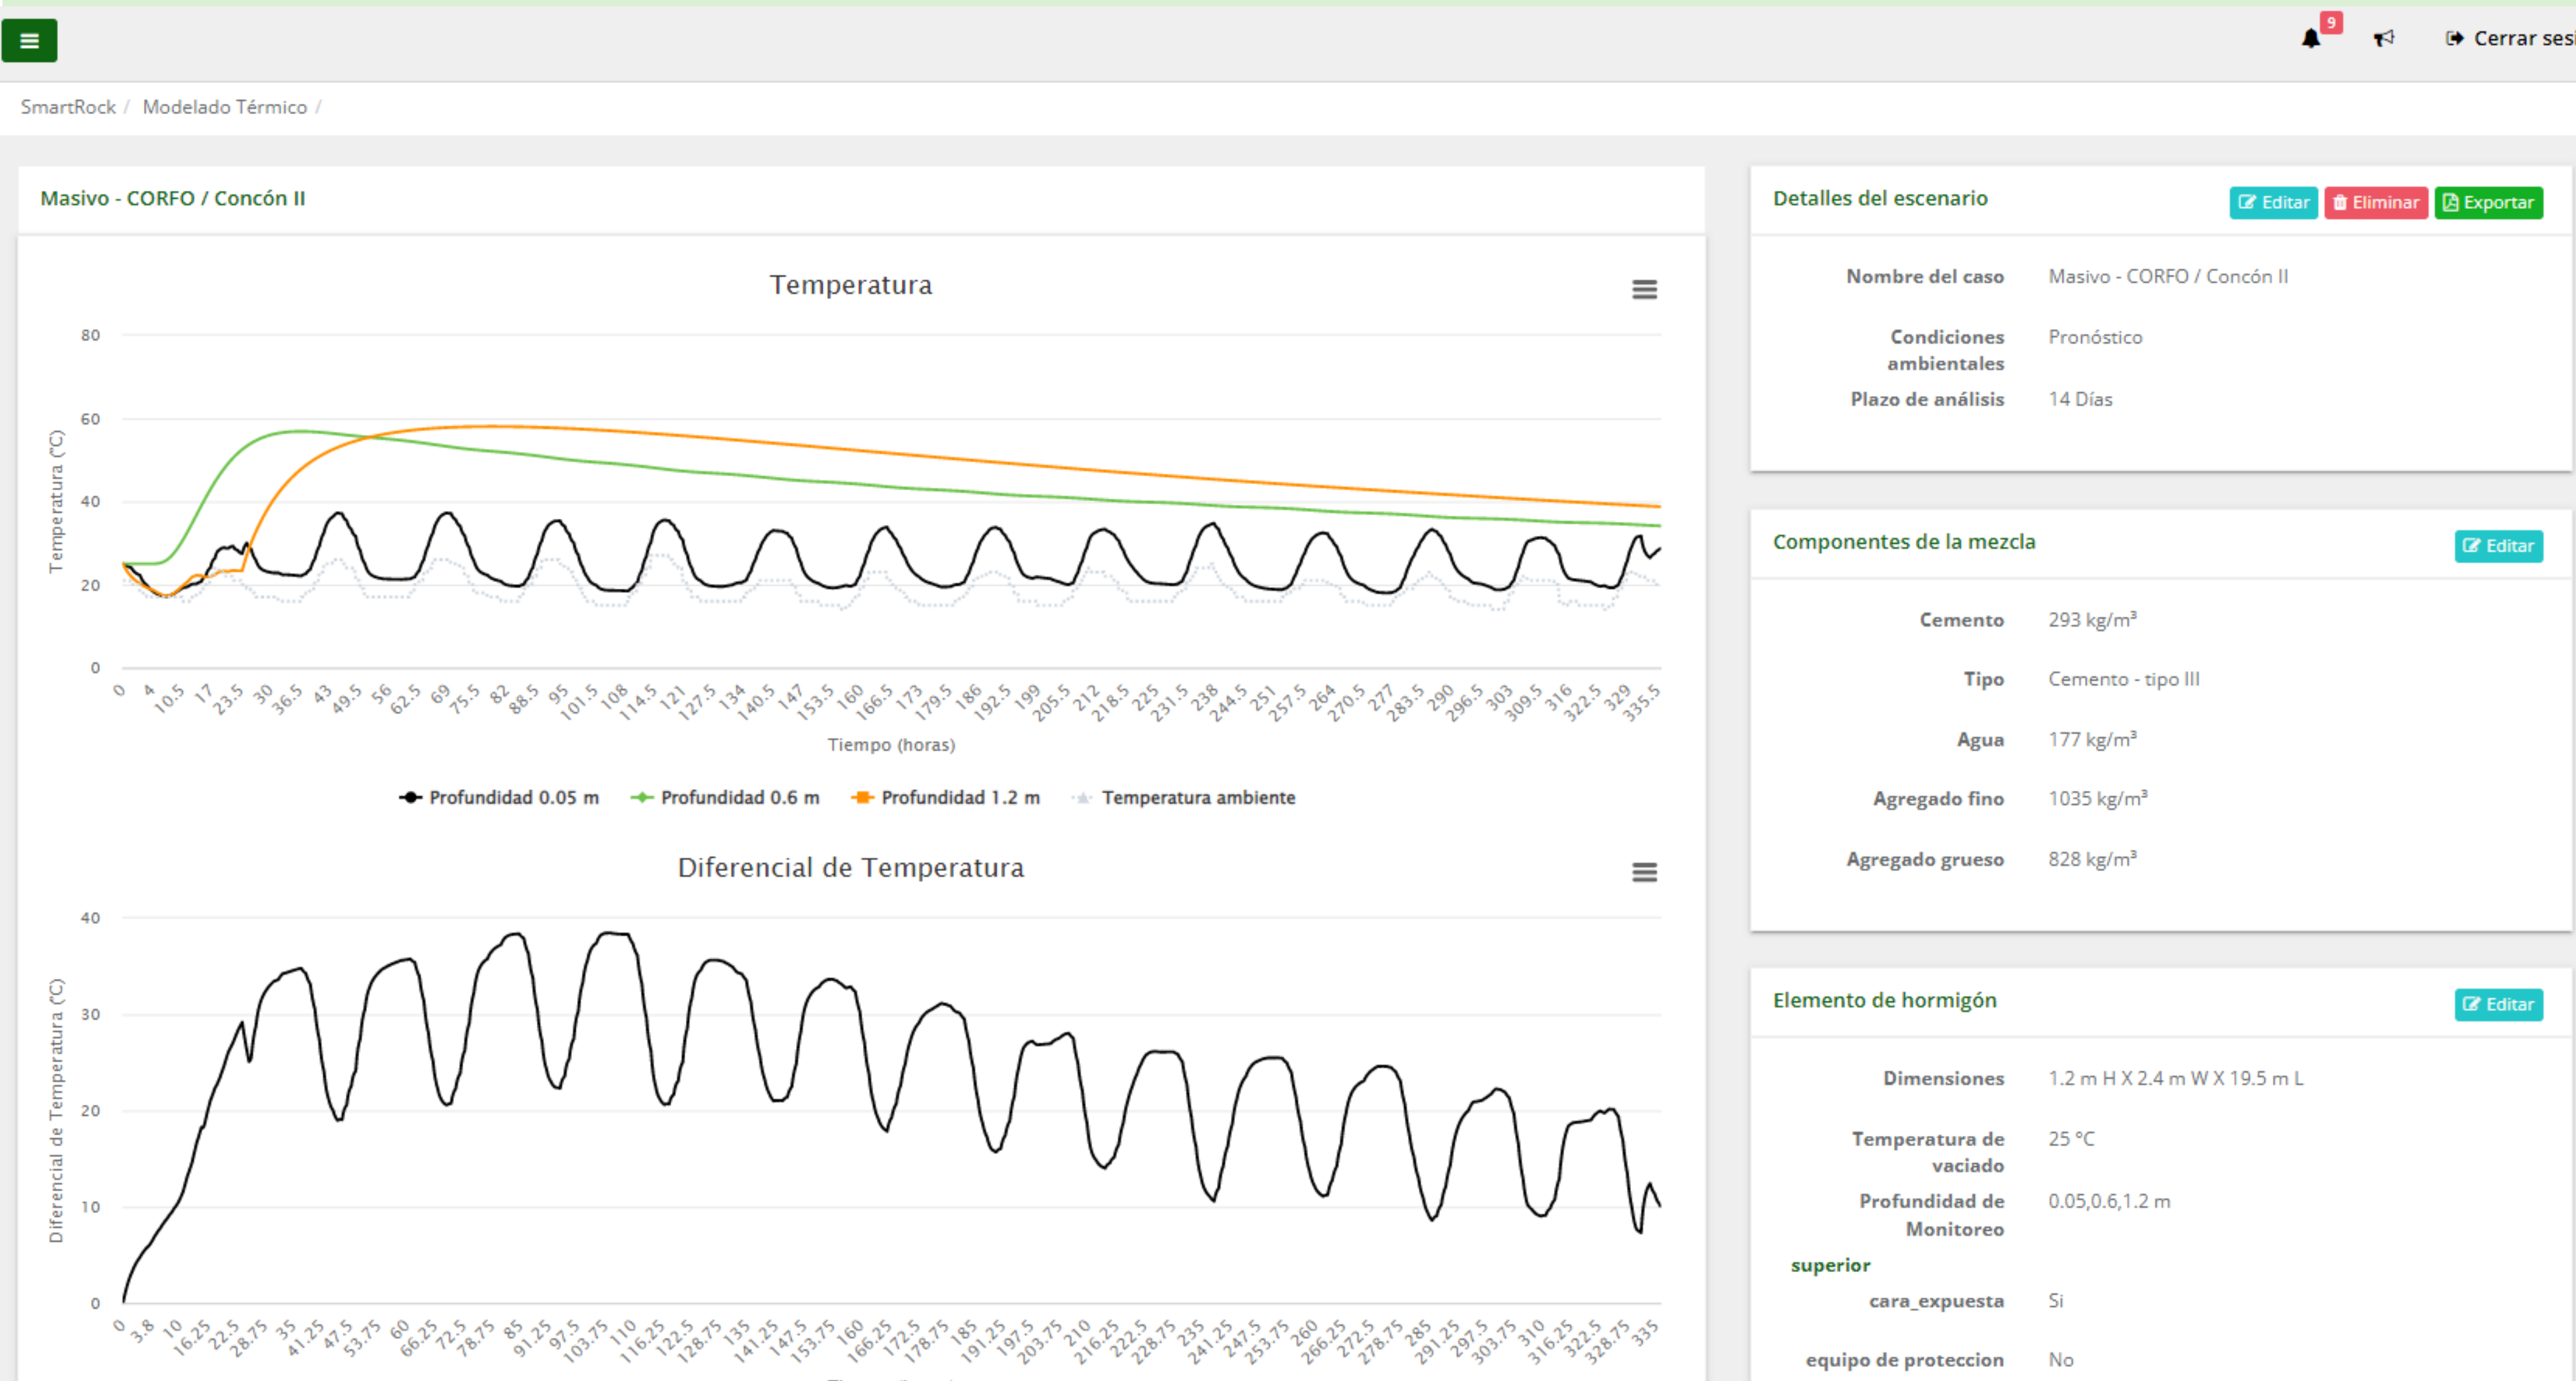 9
Cerrar sesi
SmartRock / Modelado Térmico /
Masivo - CORFO / Concón II
Temperatura
Temperatura (°C)
80
60
40
20
0
0 4 10.5 17 23.5 30 36.5 43 49.5 56 62.5 69 75.5 82 88.5 95 101.5 108 114.5 121 127.5 134 140.5 147 153.5 160 166.5 173 179.5 186 192.5 199 205.5 212 218.5 225 231.5 238 244.5 251 257.5 264 270.5 277 283.5 290 296.5 303 309.5 316 322.5 329 335.5
Tiempo (horas)
Profundidad 0.05 m Profundidad 0.6 m Profundidad 1.2 m Temperatura ambiente
Diferencial de Temperatura
Diferencial de Temperatura (°C)
40
30
20
10
0
0 3.8 10 16.25 22.5 28.75 35 41.25 47.5 53.75 60 66.25 72.5 78.75 85 91.25 97.5 103.75 110 116.25 122.5 128.75 135 141.25 147.5 153.75 160 166.25 172.5 178.75 185 191.25 197.5 203.75 210 216.25 222.5 228.75 235 241.25 247.5 253.75 260 266.25 272.5 278.75 285 291.25 297.5 303.75 310 316.25 322.5 328.75 335
Detalles del escenario
Editar Eliminar Exportar
Nombre del caso Masivo - CORFO / Concón II
Condiciones Pronóstico
ambientales
Plazo de análisis 14 Días
Componentes de la mezcla
Editar
Cemento 293 kg/m³
Tipo Cemento - tipo III
Agua 177 kg/m³
Agregado fino 1035 kg/m³
Agregado grueso 828 kg/m³
Elemento de hormigón
Editar
Dimensiones 1.2 m H X 2.4 m W X 19.5 m L
Temperatura de 25 °C
vaciado
Profundidad de 0.05,0.6,1.2 m
Monitoreo
superior
cara_expuesta Si
equipo de proteccion No